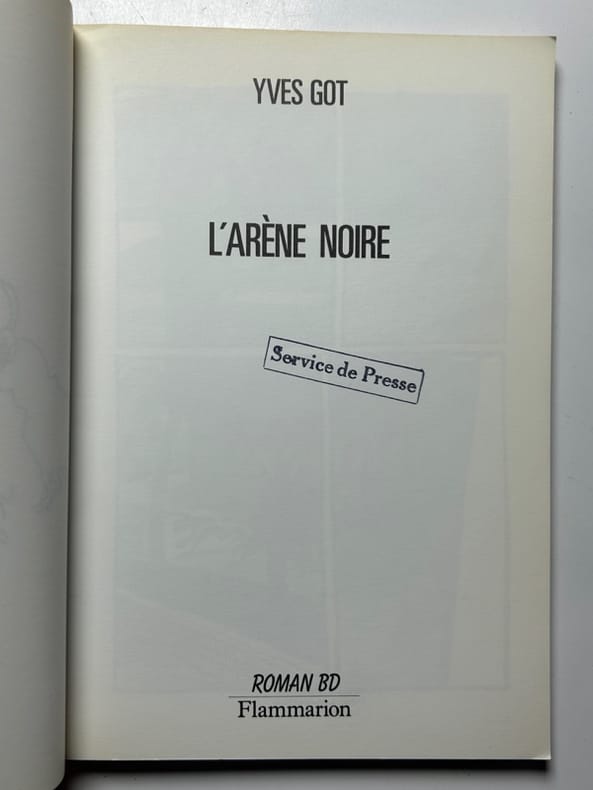 YVES GOT
L'ARÈNE NOIRE
Service de Presse
ROMAN BD
Flammarion